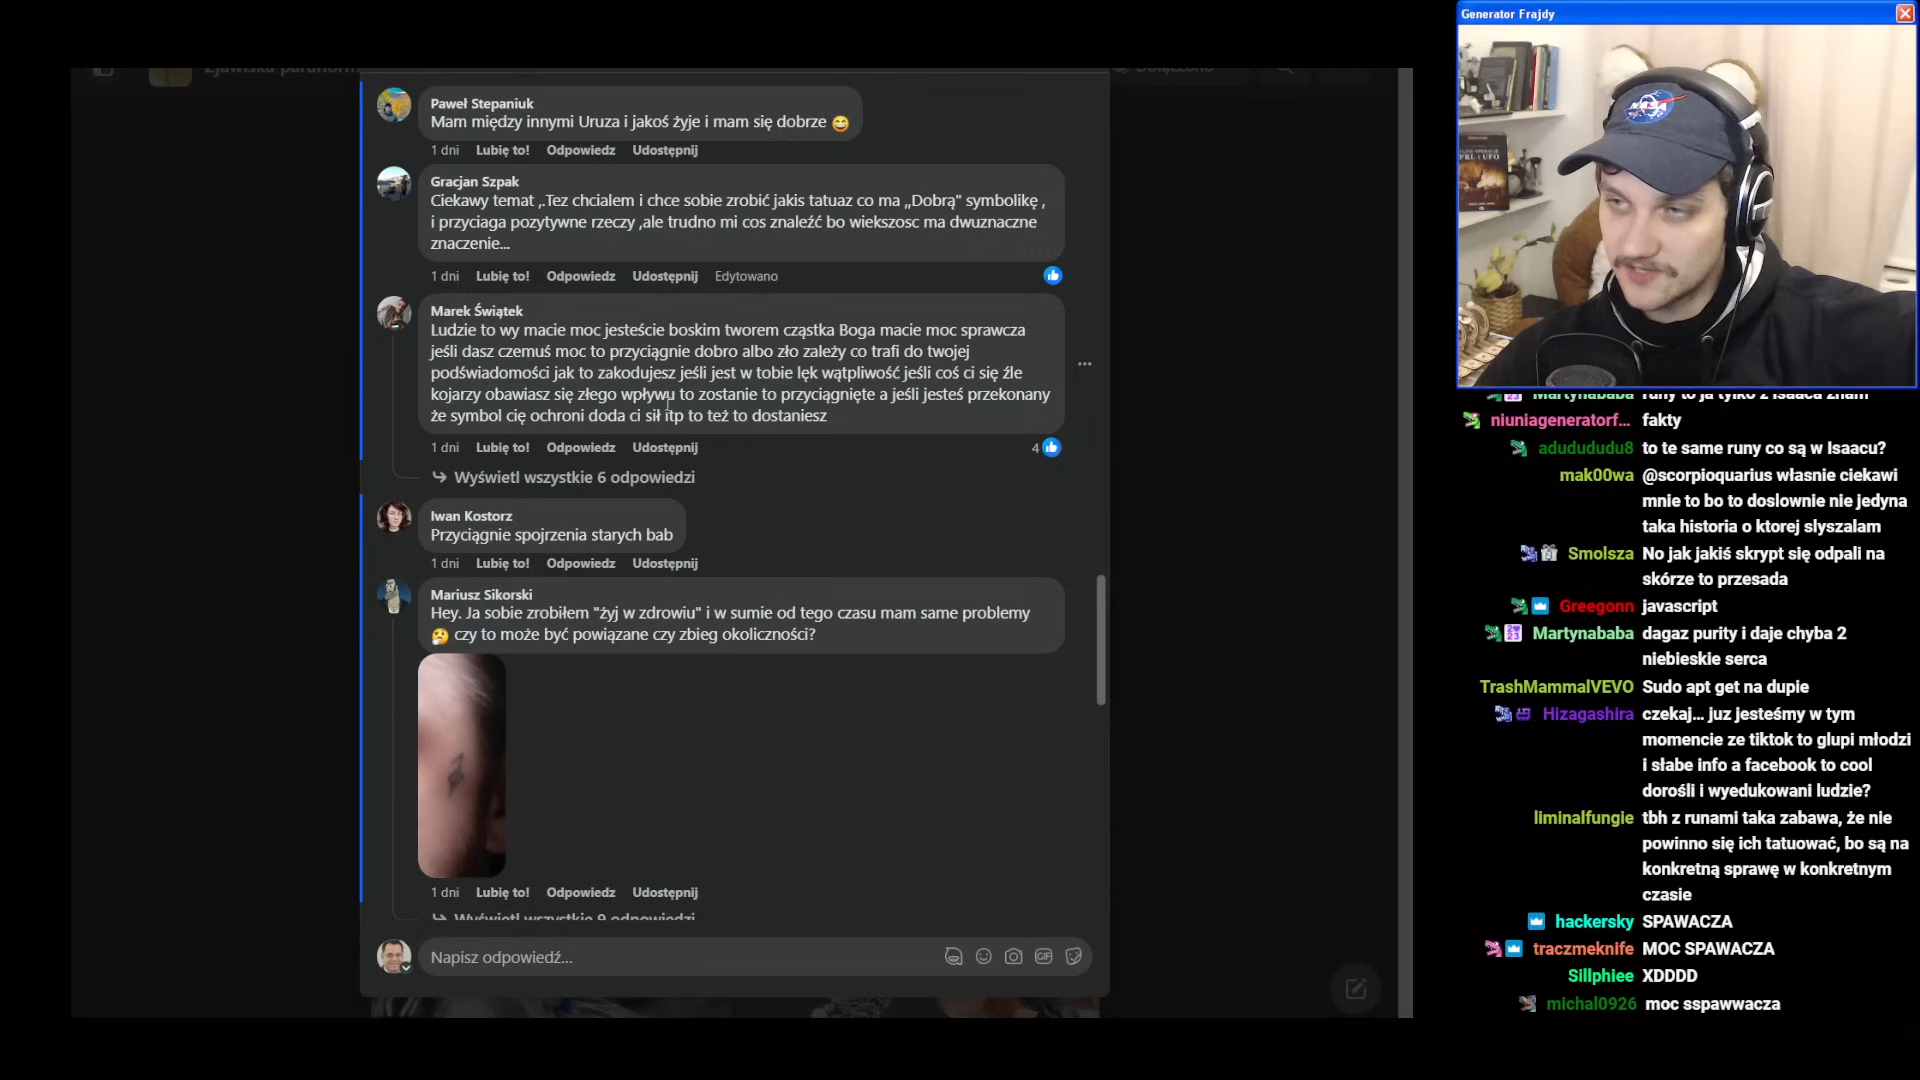 Generator Frajdy
Paweł Stepaniuk
Mam między innymi Uruza i jakoś żyje i mam się dobrze 😄
1 dni Lubię to! Odpowiedz Udostępnij
Gracjan Szpak
Ciekawy temat ,.Tez chcialem i chce sobie zrobić jakis tatuaz co ma ,,Dobrą" symbolikę ,
i przyciaga pozytywne rzeczy ,ale trudno mi cos znaleźć bo wiekszosc ma dwuznaczne
znaczenie...
1 dni Lubię to! Odpowiedz Udostępnij Edytowano
Marek Świątek
Ludzie to wy macie moc jesteście boskim tworem cząstka Boga macie moc sprawcza
jeśli dasz czemuś moc to przyciągnie dobro albo zło zależy co trafi do twojej
podświadomości jak to zakodujesz jeśli jest w tobie lęk wątpliwość jeśli coś ci się źle
kojarzy obawiasz się złego wpływu to zostanie to przyciągnięte a jeśli jesteś przekonany
że symbol cię ochroni doda ci sił itp to też to dostaniesz
1 dni Lubię to! Odpowiedz Udostępnij 4
Wyświetl wszystkie 6 odpowiedzi
Iwan Kostorz
Przyciągnie spojrzenia starych bab
1 dni Lubię to! Odpowiedz Udostępnij
Mariusz Sikorski
Hey. Ja sobie zrobiłem "żyj w zdrowiu" i w sumie od tego czasu mam same problemy
🤔 czy to może być powiązane czy zbieg okoliczności?
1 dni Lubię to! Odpowiedz Udostępnij
Wyświetl wszystkie 9 odpowiedzi
Napisz odpowiedź...
GIF
NASA
Martynababa runy to ja tylko z Isaaca znam
niuniageneratorf... fakty
adudududu8 to te same runy co są w Isaacu?
mak00wa @scorpioquarius własnie ciekawi
mnie to bo to doslownie nie jedyna
taka historia o ktorej slyszalam
Smolsza No jak jakiś skrypt się odpali na
skórze to przesada
Greegonn javascript
Martynababa dagaz purity i daje chyba 2
niebieskie serca
TrashMammalVEVO Sudo apt get na dupie
Hizagashira czekaj... juz jesteśmy w tym
momencie ze tiktok to glupi młodzi
i słabe info a facebook to cool
dorośli i wyedukowani ludzie?
liminalfungie tbh z runami taka zabawa, że nie
powinno się ich tatuować, bo są na
konkretną sprawę w konkretnym
czasie
hackersky SPAWACZA
traczmeknife MOC SPAWACZA
Sillphiee XDDDD
michal0926 moc sspawwacza